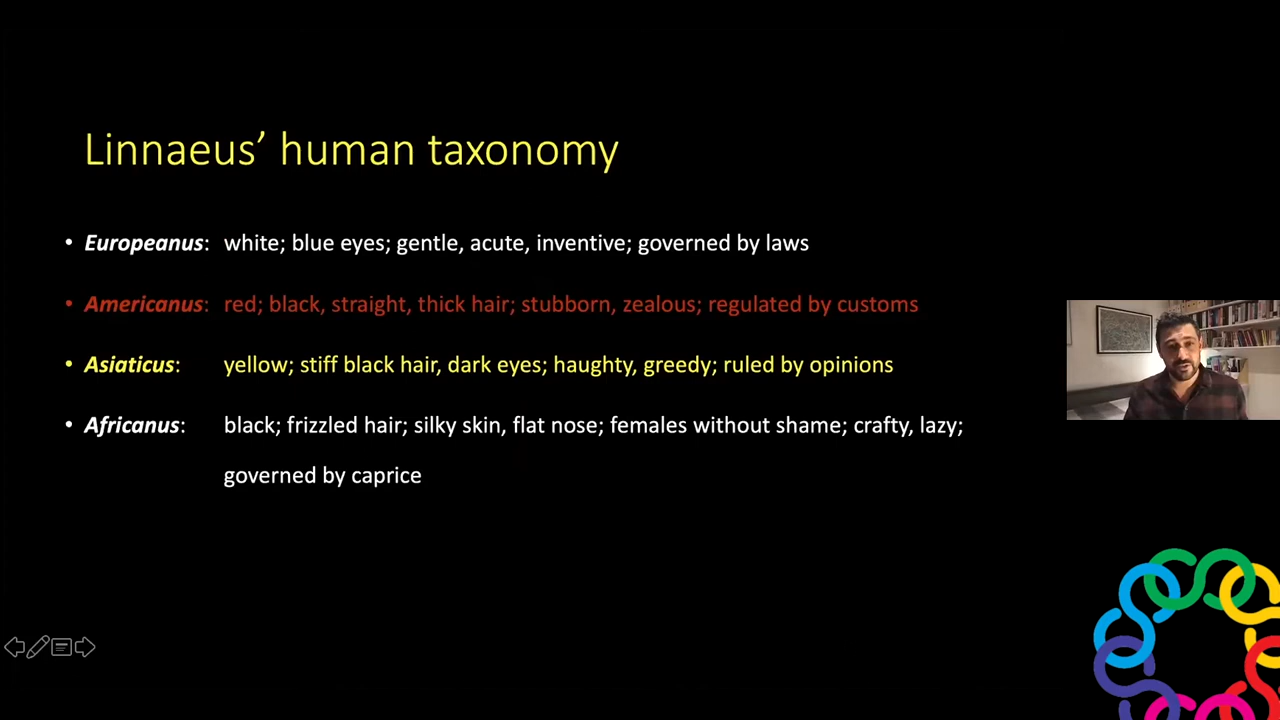 Linnaeus’ human taxonomy
• Europeanus: white; blue eyes; gentle, acute, inventive; governed by laws
• Americanus: red; black, straight, thick hair; stubborn, zealous; regulated by customs
• Asiaticus: yellow; stiff black hair, dark eyes; haughty, greedy; ruled by opinions
• Africanus: black; frizzled hair; silky skin, flat nose; females without shame; crafty, lazy;
governed by caprice